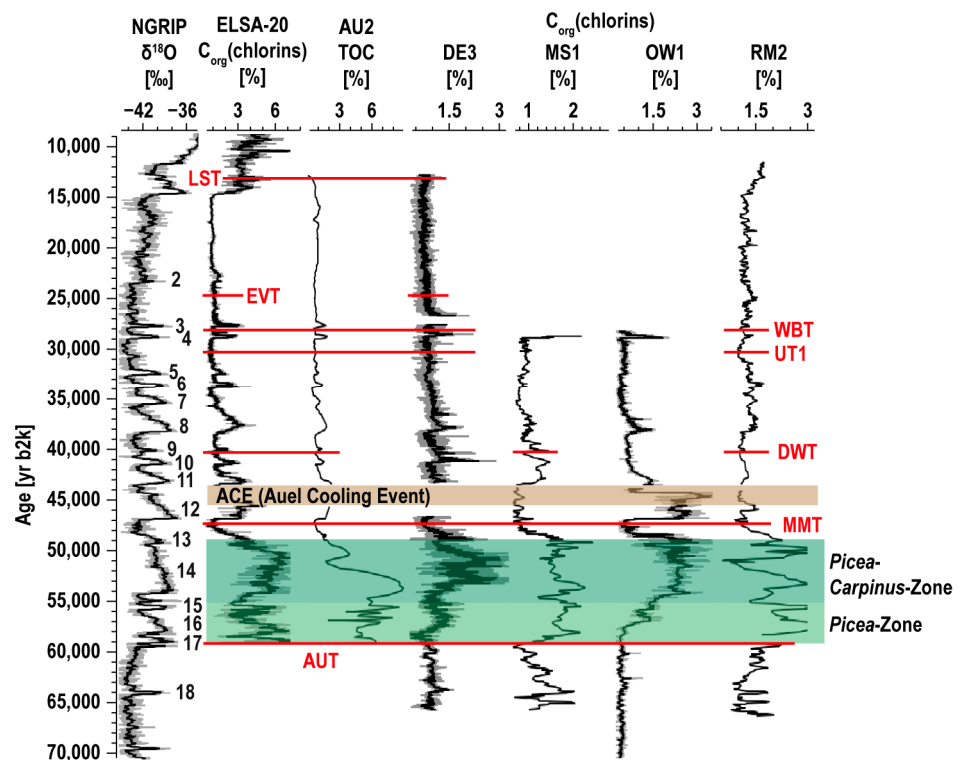 C_org(chlorins)
NGRIP ELSA-20 AU2
δ¹⁸O C_org(chlorins) TOC DE3 MS1 OW1 RM2
[‰] [%] [%] [%] [%] [%] [%]
−42 −36 3 6 3 6 1.5 3 1 2 1.5 3 1.5 3
10,000
LST
15,000
20,000
2
25,000 EVT
3 WBT
4
30,000 UT1
5
6
35,000
7
8
40,000 9 DWT
10
11
45,000 ACE (Auel Cooling Event)
12
MMT
13
50,000 Picea-
14 Carpinus-Zone
55,000 15
16 Picea-Zone
17
60,000
AUT
18
65,000
70,000
Age [yr b2k]